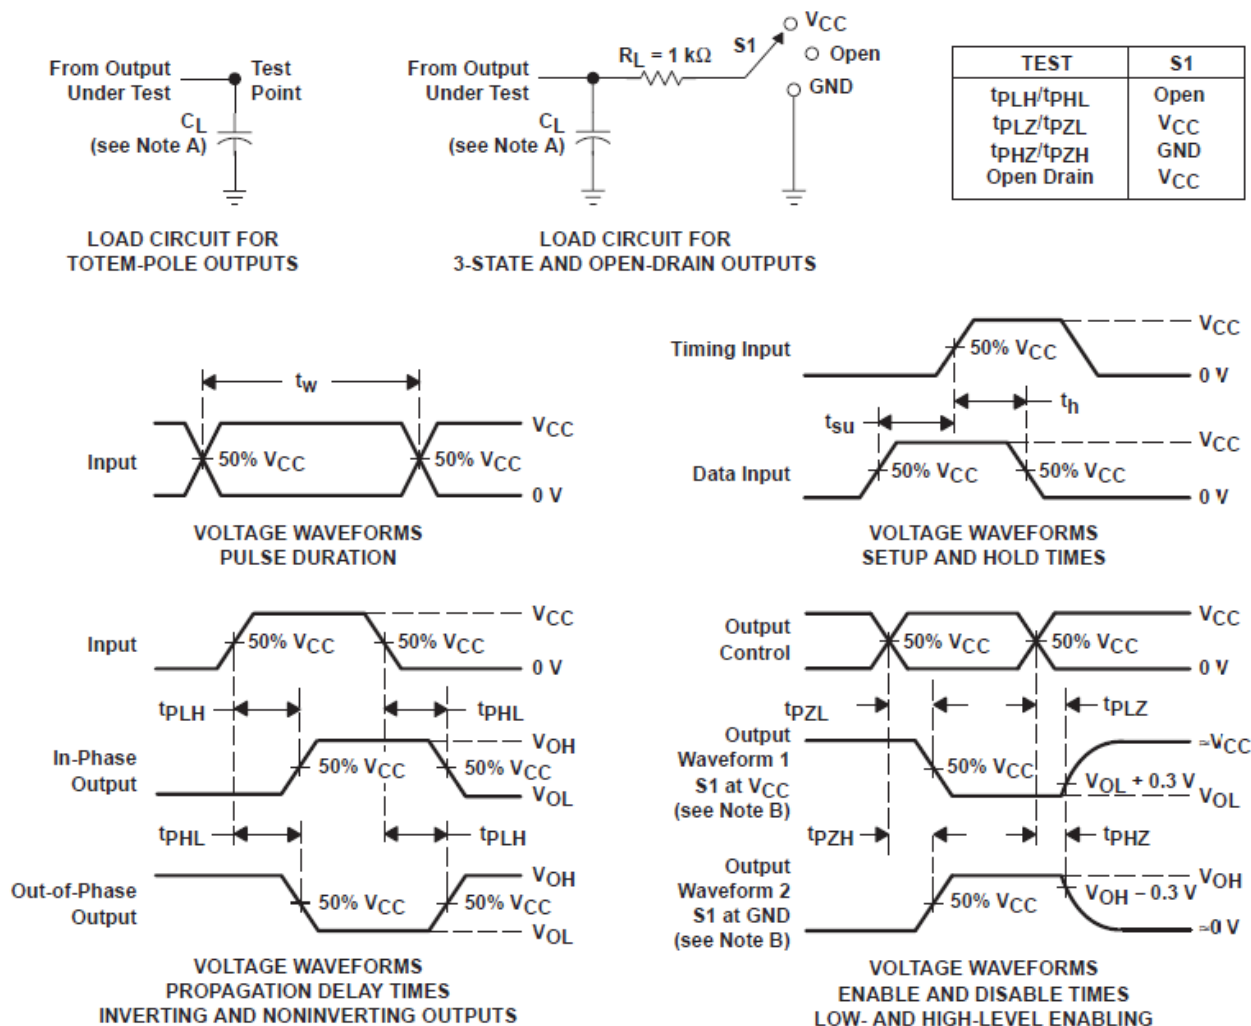 From Output
Under Test
Test
Point
CL
(see Note A)
LOAD CIRCUIT FOR
TOTEM-POLE OUTPUTS
From Output
Under Test
RL = 1 kΩ
S1
VCC
Open
GND
CL
(see Note A)
LOAD CIRCUIT FOR
3-STATE AND OPEN-DRAIN OUTPUTS
TEST S1
tPLH/tPHL Open
tPLZ/tPZL VCC
tPHZ/tPZH GND
Open Drain VCC
tw
Input
50% VCC
50% VCC
VCC
0 V
VOLTAGE WAVEFORMS
PULSE DURATION
Timing Input
50% VCC
VCC
0 V
tsu
th
Data Input
50% VCC
50% VCC
VCC
0 V
VOLTAGE WAVEFORMS
SETUP AND HOLD TIMES
Input
50% VCC
50% VCC
VCC
0 V
tPLH
tPHL
In-Phase
Output
50% VCC
50% VCC
VOH
VOL
tPHL
tPLH
Out-of-Phase
Output
50% VCC
50% VCC
VOH
VOL
VOLTAGE WAVEFORMS
PROPAGATION DELAY TIMES
INVERTING AND NONINVERTING OUTPUTS
Output
Control
50% VCC
50% VCC
VCC
0 V
tPZL
tPLZ
Output
Waveform 1
S1 at VCC
(see Note B)
50% VCC
VOL + 0.3 V
≈VCC
VOL
tPZH
tPHZ
Output
Waveform 2
S1 at GND
(see Note B)
50% VCC
VOH − 0.3 V
VOH
≈0 V
VOLTAGE WAVEFORMS
ENABLE AND DISABLE TIMES
LOW- AND HIGH-LEVEL ENABLING